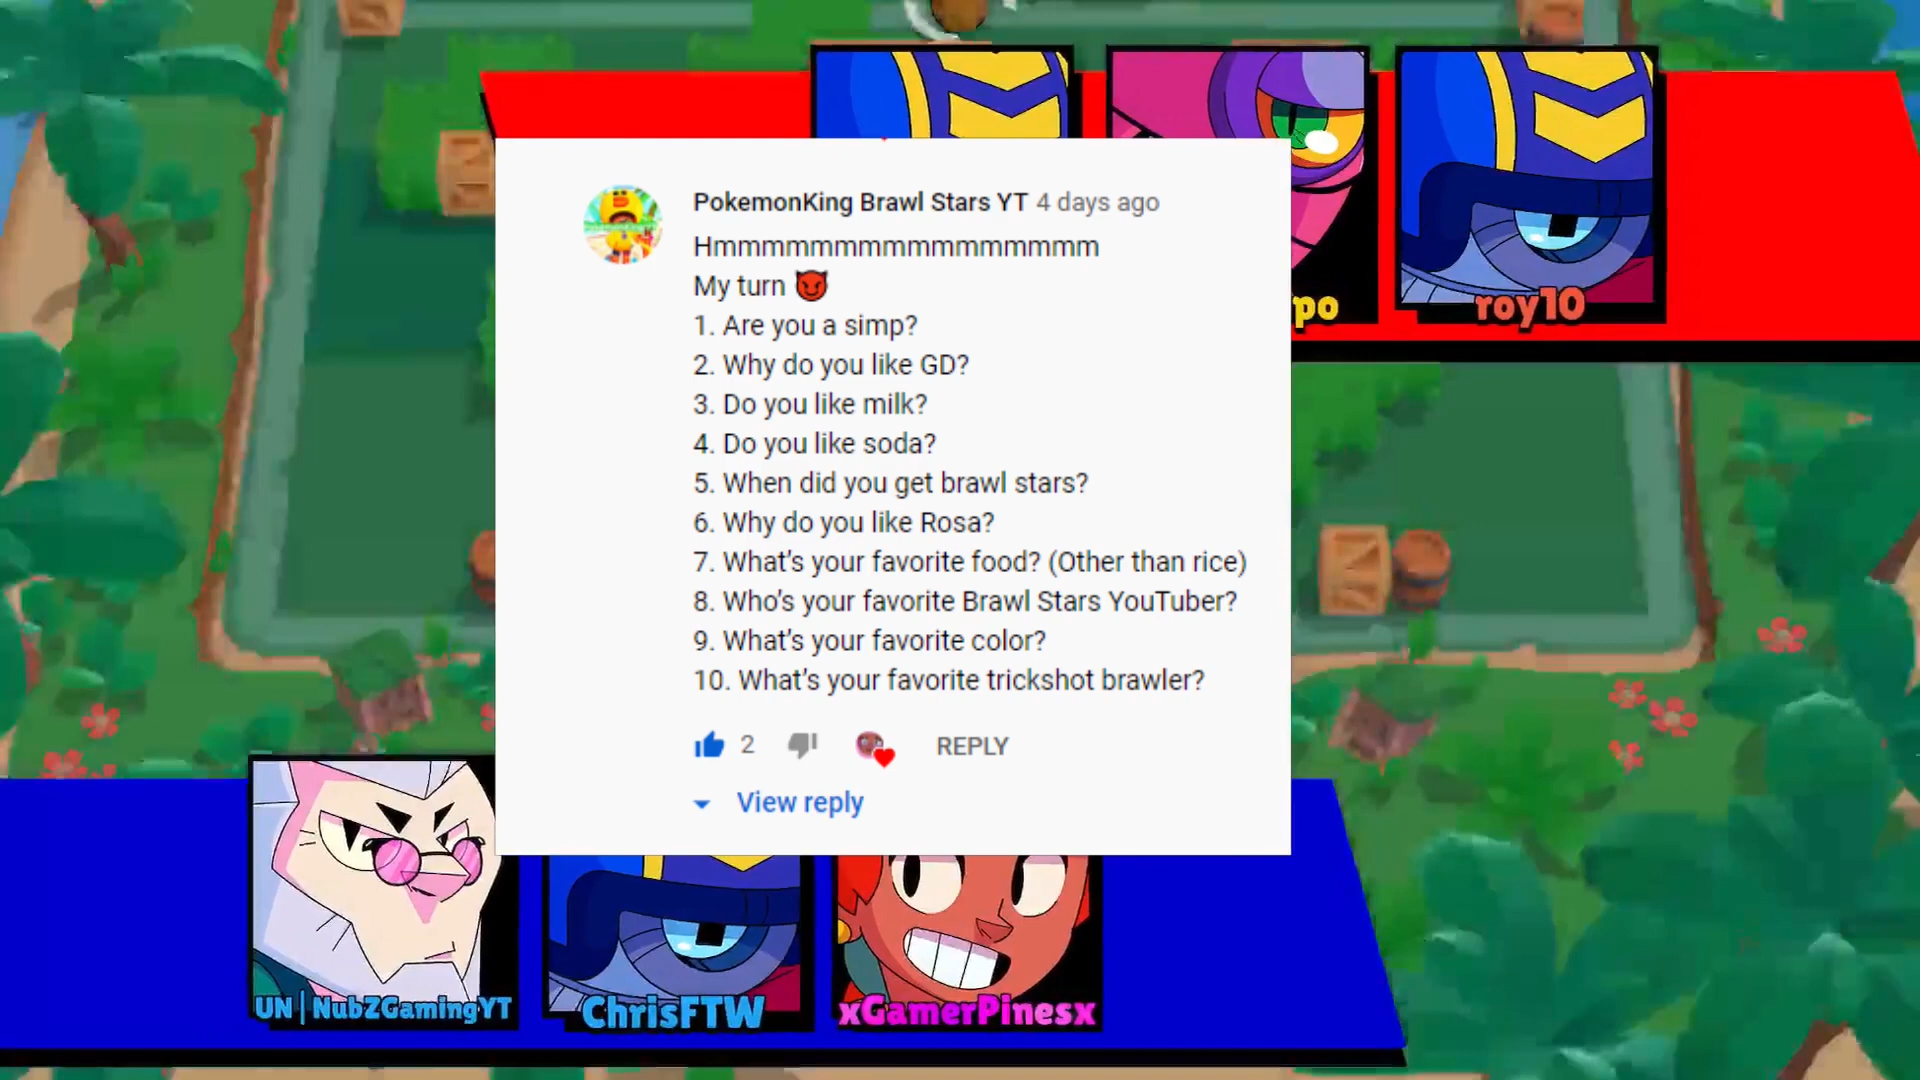 PokemonKing Brawl Stars YT 4 days ago
Hmmmmmmmmmmmmmmmm
My turn 😈
1. Are you a simp?
2. Why do you like GD?
3. Do you like milk?
4. Do you like soda?
5. When did you get brawl stars?
6. Why do you like Rosa?
7. What's your favorite food? (Other than rice)
8. Who's your favorite Brawl Stars YouTuber?
9. What's your favorite color?
10. What's your favorite trickshot brawler?
2 REPLY
View reply
po
roy10
UN | NubZGamingYT
ChrisFTW
xGamerPinesx